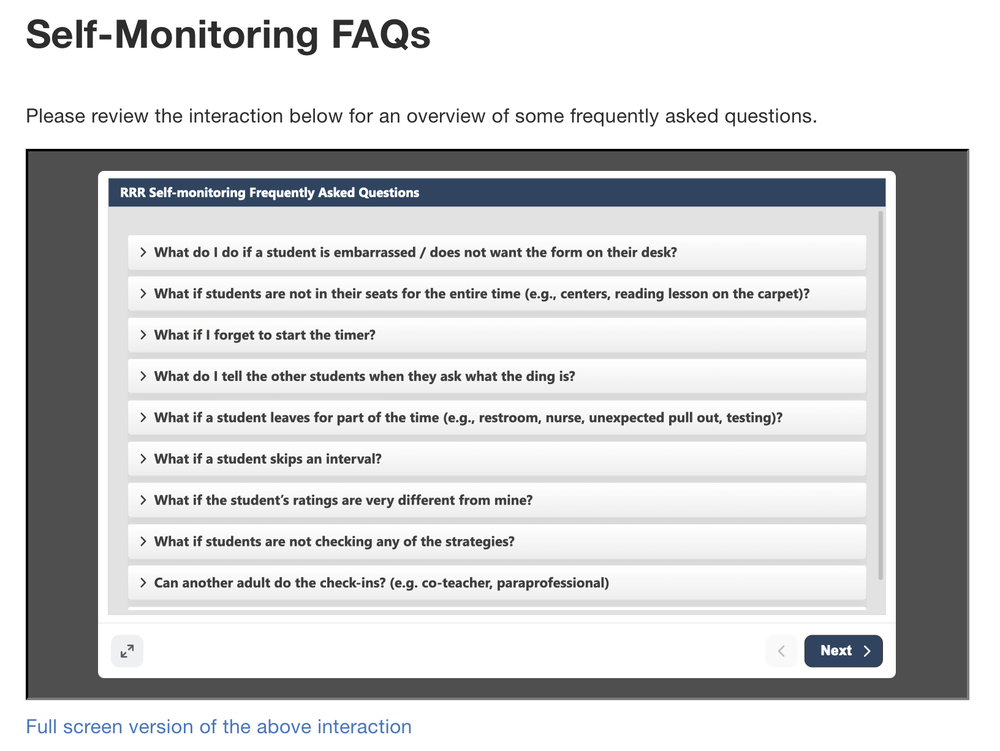 Self-Monitoring FAQs
Please review the interaction below for an overview of some frequently asked questions.
RRR Self-monitoring Frequently Asked Questions
What do I do if a student is embarrassed / does not want the form on their desk?
What if students are not in their seats for the entire time (e.g., centers, reading lesson on the carpet)?
What if I forget to start the timer?
What do I tell the other students when they ask what the ding is?
What if a student leaves for part of the time (e.g., restroom, nurse, unexpected pull out, testing)?
What if a student skips an interval?
What if the student’s ratings are very different from mine?
What if students are not checking any of the strategies?
Can another adult do the check-ins? (e.g. co-teacher, paraprofessional)
Next
Full screen version of the above interaction